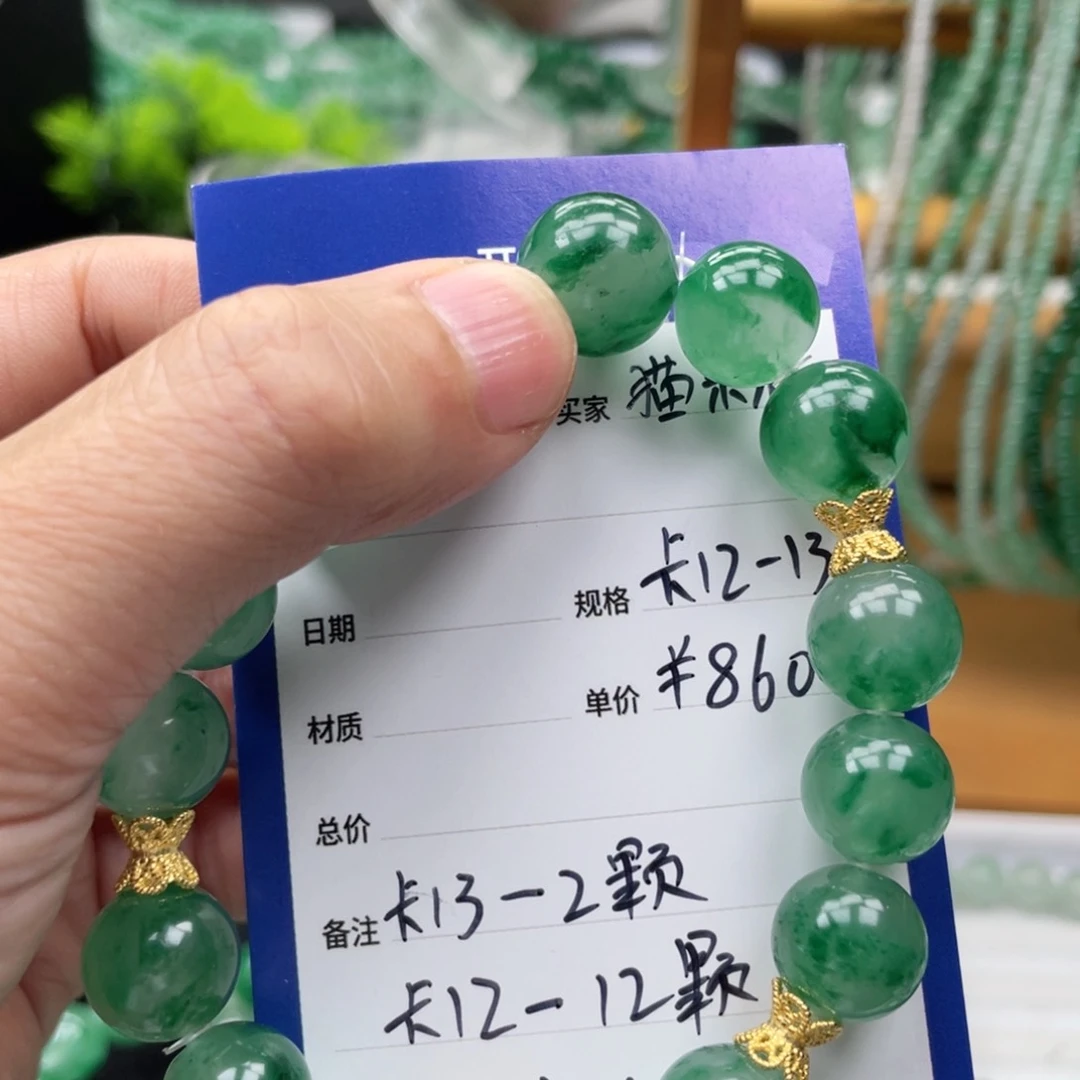 买家 猫
日期 规格 卡12-13
材质 单价 ¥860
总价
备注 卡13-2颗
卡12-12颗